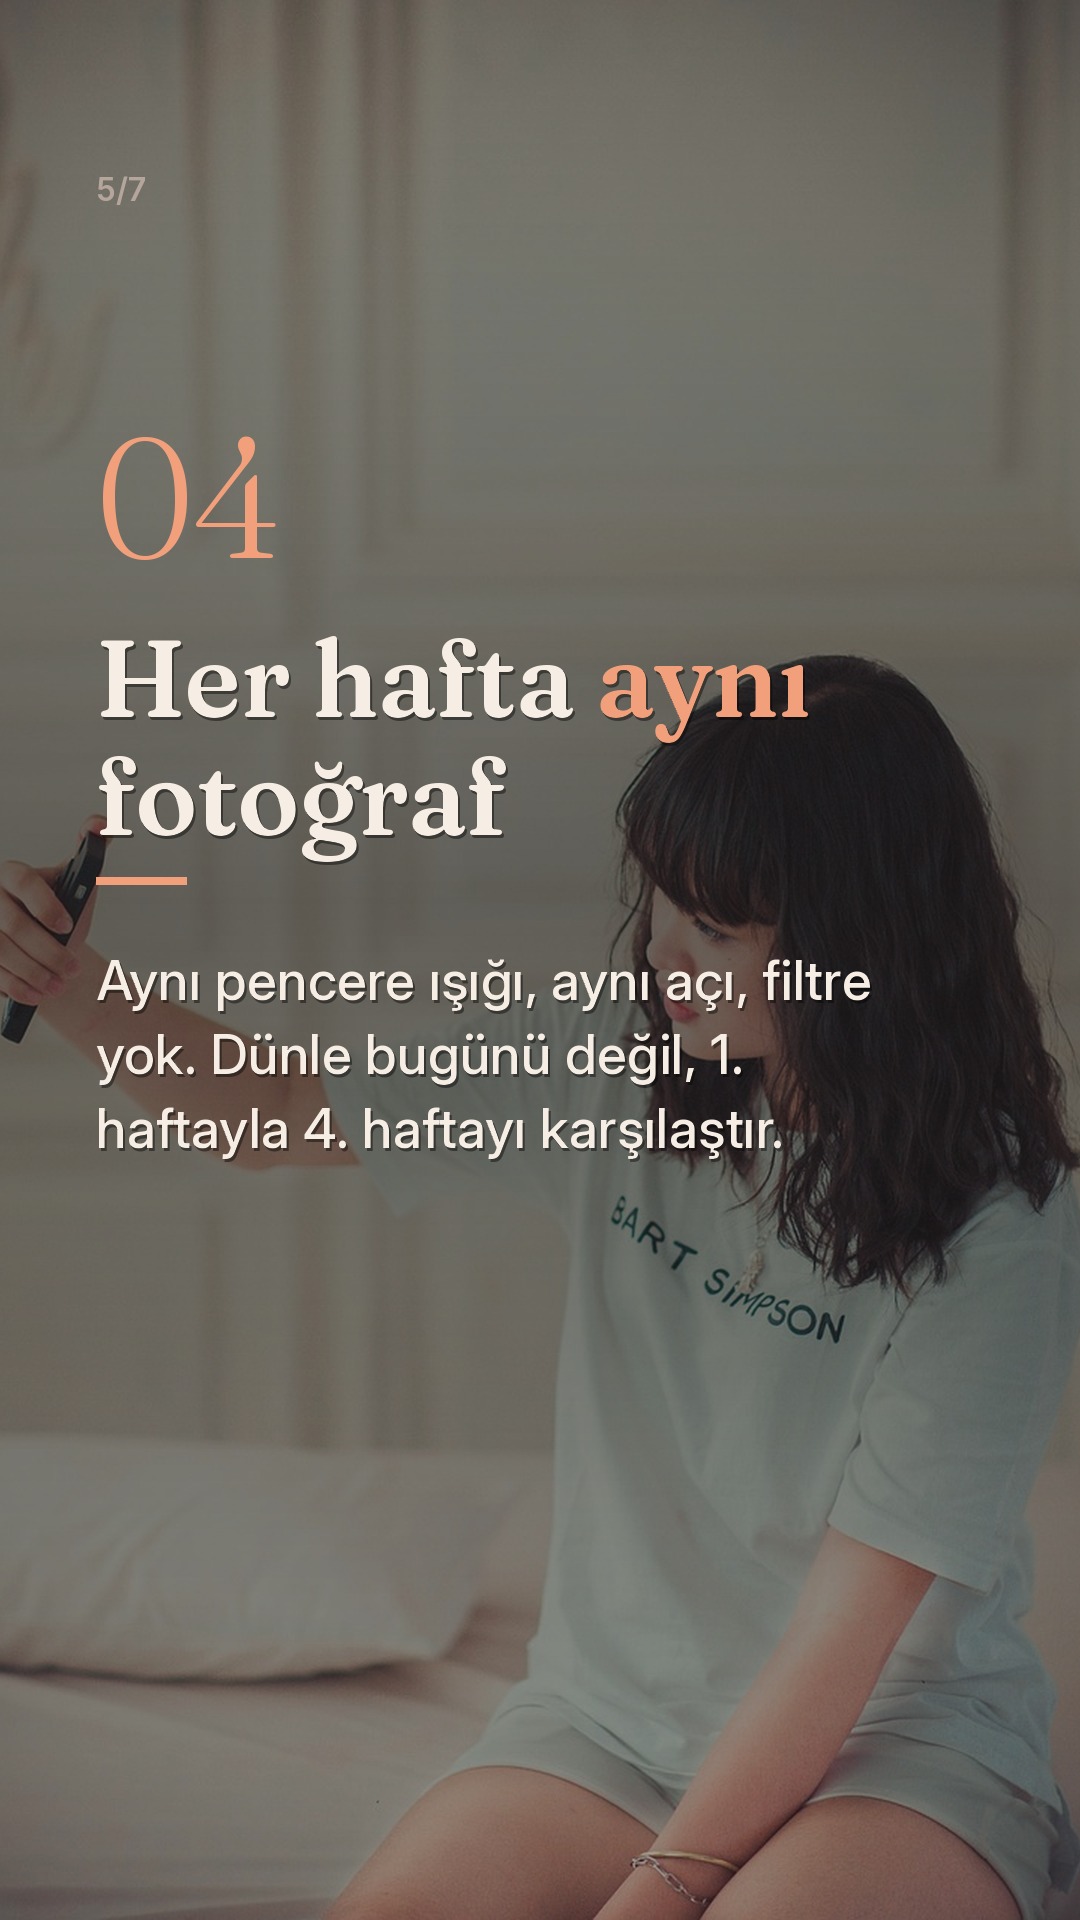 5/7
04
Her hafta aynı
fotoğraf
Aynı pencere ışığı, aynı açı, filtre
yok. Dünle bugünü değil, 1.
haftayla 4. haftayı karşılaştır.
BART SiMPSON